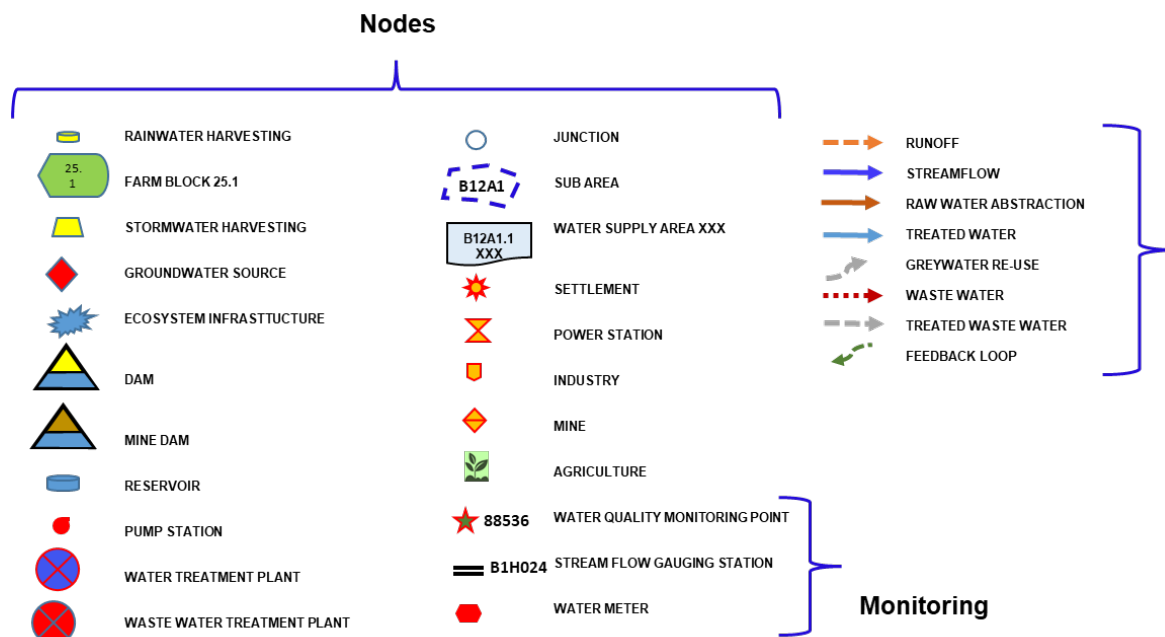 Nodes
RAINWATER HARVESTING
25.
1
FARM BLOCK 25.1
STORMWATER HARVESTING
GROUNDWATER SOURCE
ECOSYSTEM INFRASTTUCTURE
DAM
MINE DAM
RESERVOIR
PUMP STATION
WATER TREATMENT PLANT
WASTE WATER TREATMENT PLANT
JUNCTION
B12A1
SUB AREA
B12A1.1
XXX
WATER SUPPLY AREA XXX
SETTLEMENT
POWER STATION
INDUSTRY
MINE
AGRICULTURE
88536
WATER QUALITY MONITORING POINT
B1H024
STREAM FLOW GAUGING STATION
WATER METER
Monitoring
RUNOFF
STREAMFLOW
RAW WATER ABSTRACTION
TREATED WATER
GREYWATER RE-USE
WASTE WATER
TREATED WASTE WATER
FEEDBACK LOOP